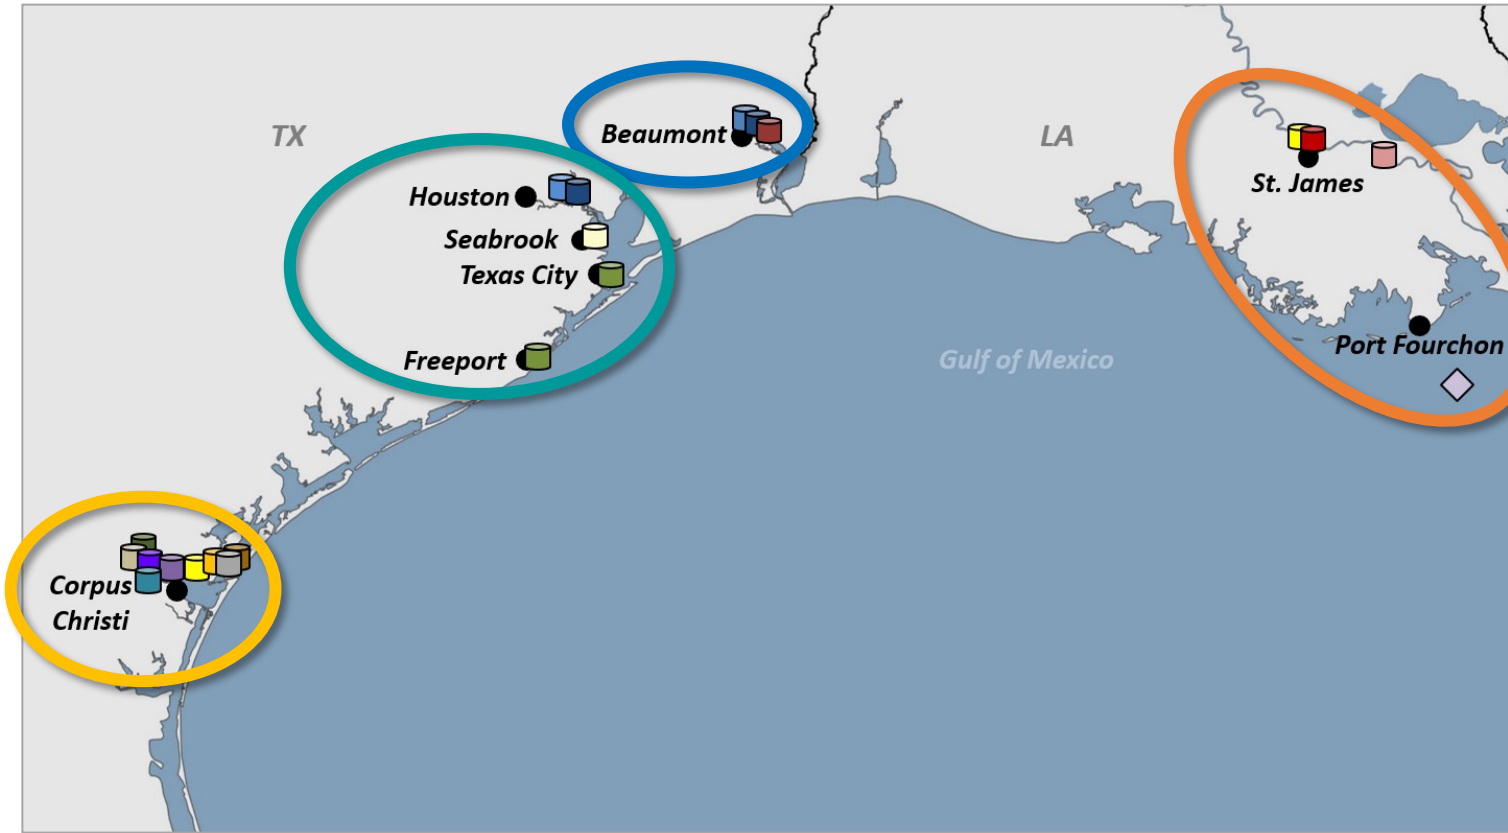 TX
LA
Beaumont
Houston
Seabrook
Texas City
Freeport
St. James
Port Fourchon
Gulf of Mexico
Corpus
Christi